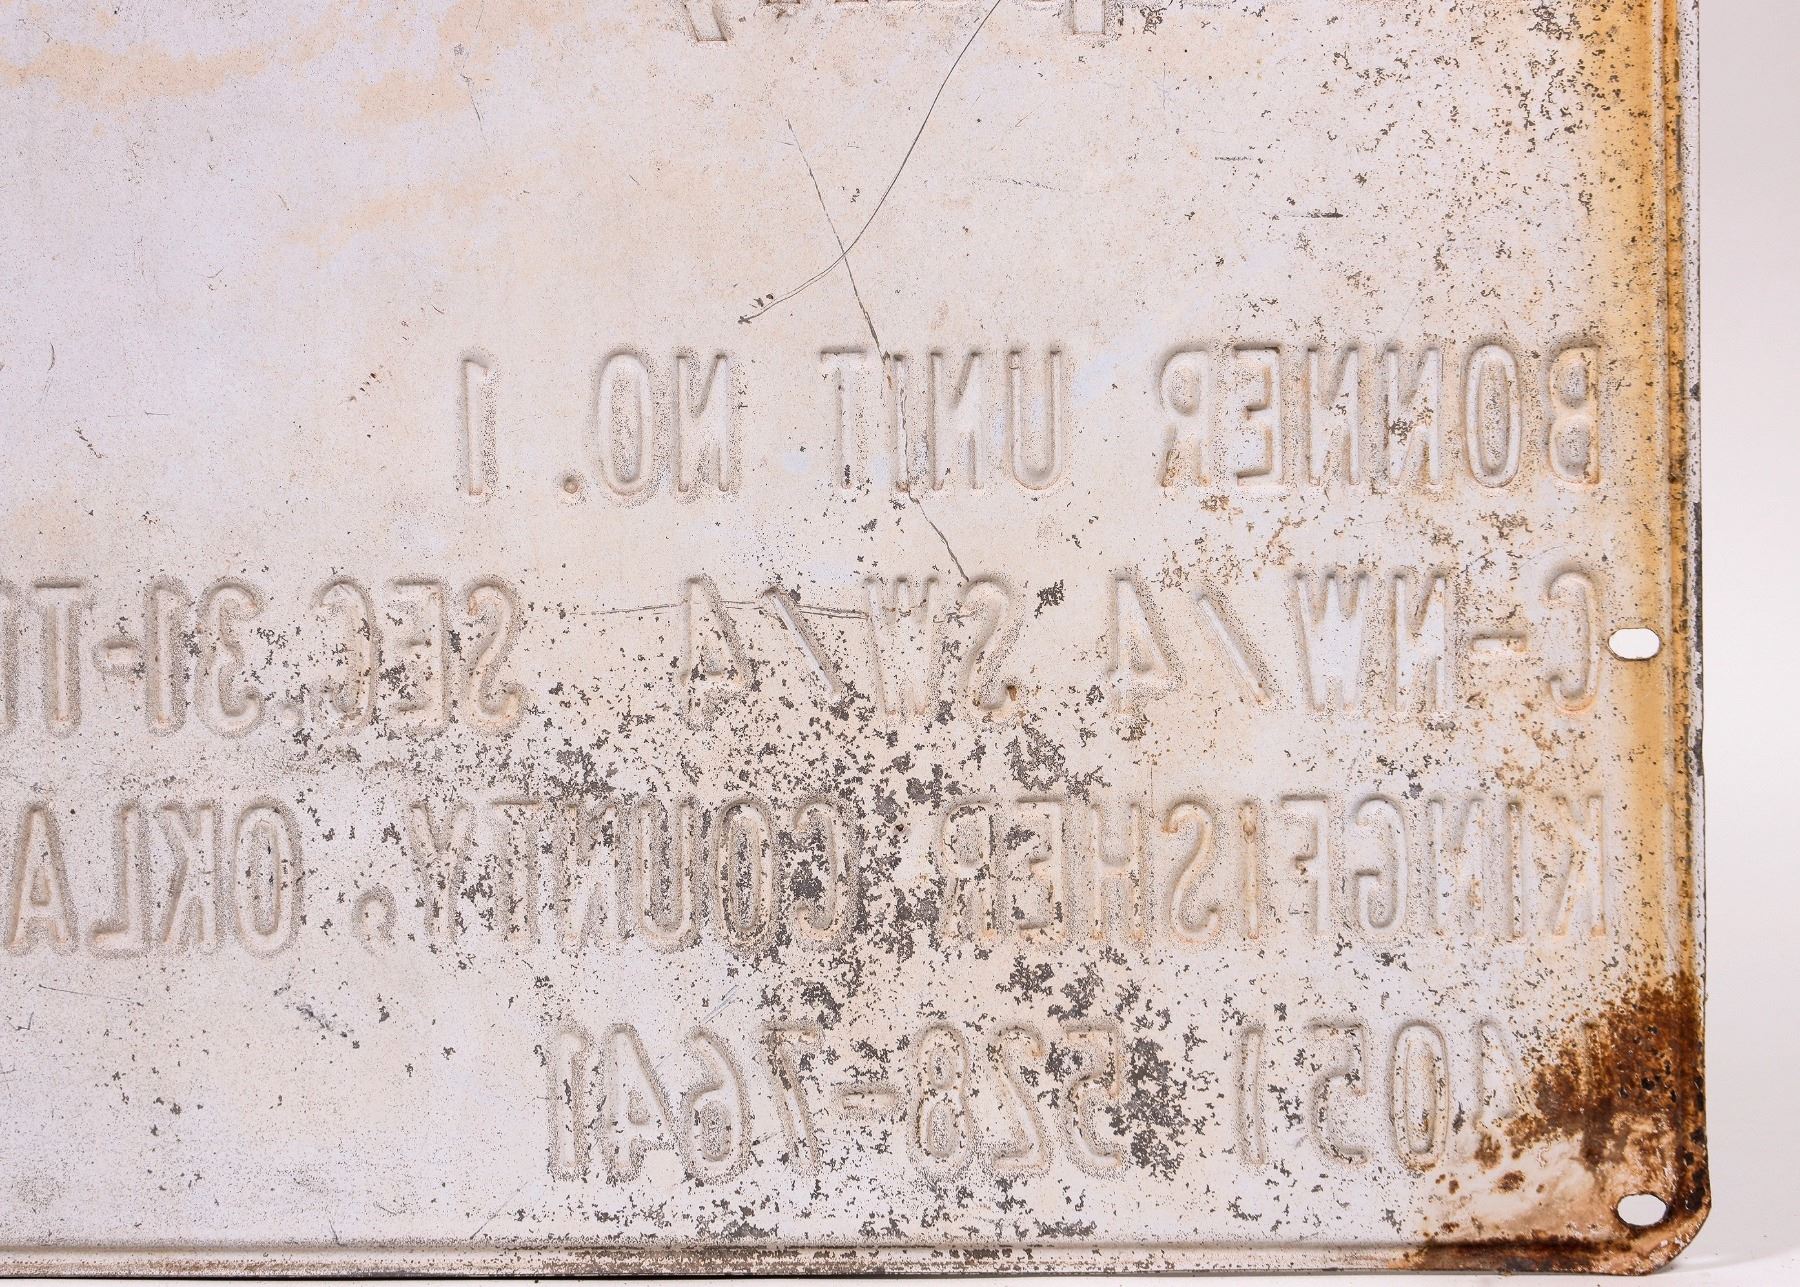 BONNER UNIT NO. 1
C-NW/4 SW/4 SEC.31-T
KINGFISHER COUNTY, OKLA
(405) 528-7641